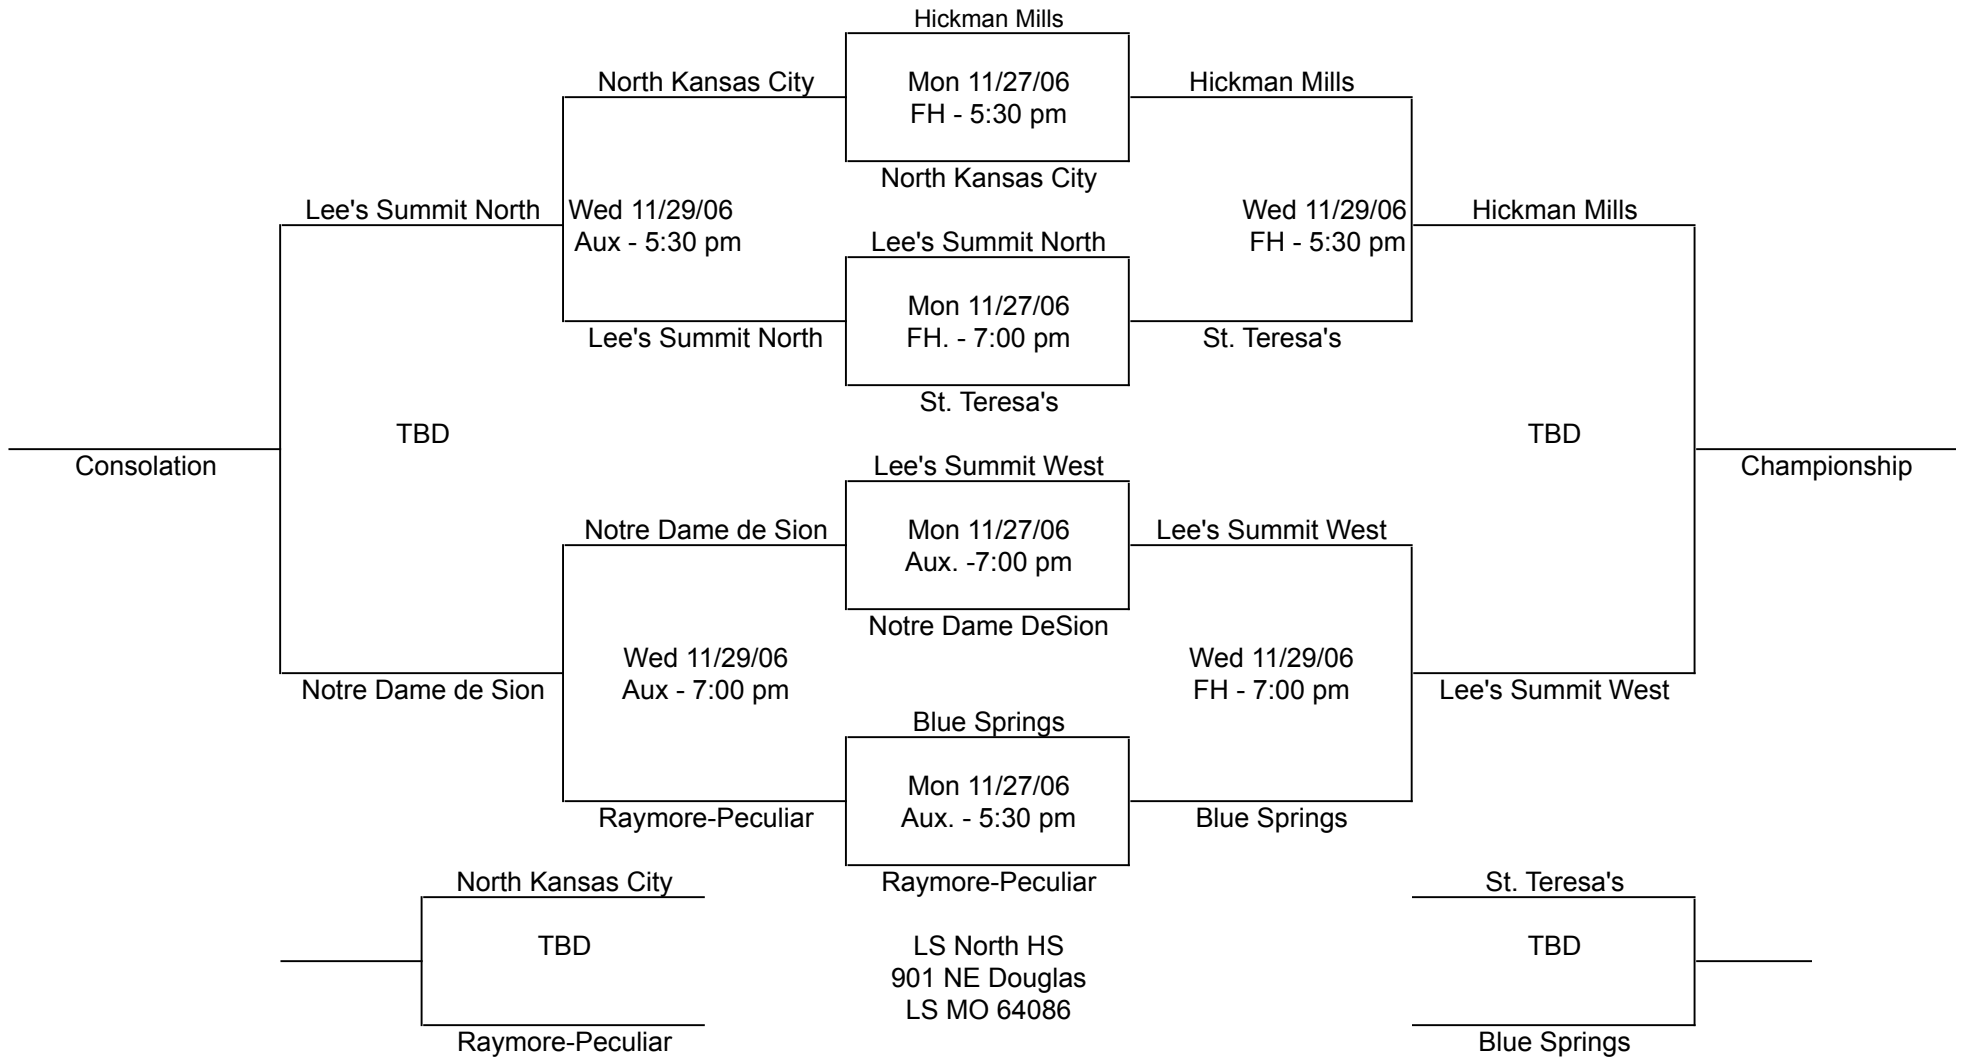 Hickman Mills
North Kansas City
Mon 11/27/06
Hickman Mills
FH - 5:30 pm
North Kansas City
Lee's Summit North
Wed 11/29/06
Wed 11/29/06
Hickman Mills
Aux - 5:30 pm
Lee's Summit North
FH - 5:30 pm
Mon 11/27/06
Lee's Summit North
FH. - 7:00 pm
St. Teresa's
St. Teresa's
TBD
TBD
Consolation
Lee's Summit West
Championship
Notre Dame de Sion
Mon 11/27/06
Lee's Summit West
Aux. -7:00 pm
Notre Dame DeSion
Wed 11/29/06
Wed 11/29/06
Notre Dame de Sion
Aux - 7:00 pm
FH - 7:00 pm
Lee's Summit West
Blue Springs
Mon 11/27/06
Raymore-Peculiar
Aux. - 5:30 pm
Blue Springs
North Kansas City
Raymore-Peculiar
St. Teresa's
TBD
LS North HS
TBD
901 NE Douglas
LS MO 64086
Raymore-Peculiar
Blue Springs